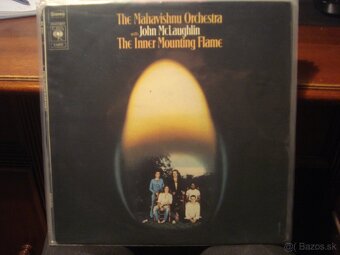 The Mahavishnu Orchestra
with John McLaughlin
The Inner Mounting Flame
© Bazos.sk